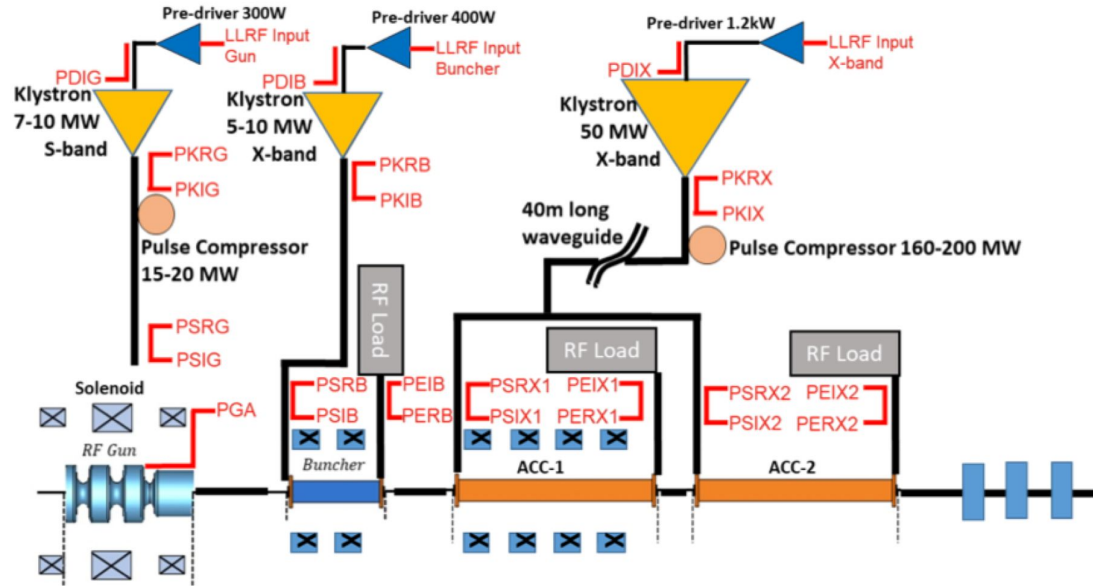 Pre-driver 300W
LLRF Input
Gun
PDIG
Klystron
7-10 MW
S-band
PKRG
PKIG
Pulse Compressor
15-20 MW
PSRG
PSIG
Solenoid
PGA
RF Gun
Pre-driver 400W
LLRF Input
Buncher
PDIB
Klystron
5-10 MW
X-band
PKRB
PKIB
RF Load
PSRB
PSIB
PEIB
PERB
Buncher
Pre-driver 1.2kW
LLRF Input
X-band
PDIX
Klystron
50 MW
X-band
PKRX
PKIX
40m long
waveguide
Pulse Compressor 160-200 MW
RF Load
PSRX1
PEIX1
PSIX1
PERX1
ACC-1
RF Load
PSRX2
PEIX2
PSIX2
PERX2
ACC-2